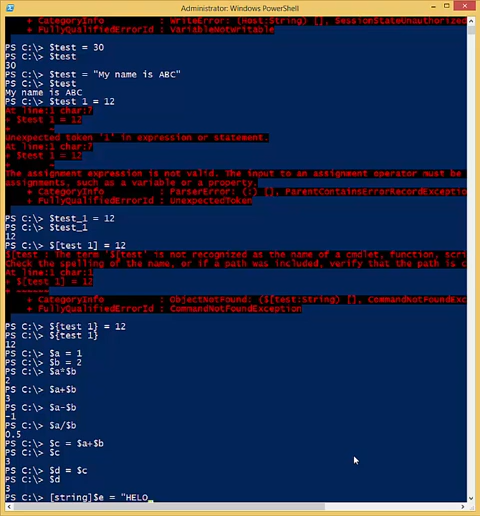 Administrator: Windows PowerShell
+ CategoryInfo : WriteError: (Host:String) [], SessionStateUnauthorized
+ FullyQualifiedErrorId : VariableNotWritable
PS C:\> $test = 30
PS C:\> $test
30
PS C:\> $test = "My name is ABC"
PS C:\> $test
My name is ABC
PS C:\> $test 1 = 12
At line:1 char:7
+ $test 1 = 12
+ ~
Unexpected token '1' in expression or statement.
At line:1 char:7
+ $test 1 = 12
+ ~
The assignment expression is not valid. The input to an assignment operator must be
assignments, such as a variable or a property.
+ CategoryInfo : ParserError: (:) [], ParentContainsErrorRecordException
+ FullyQualifiedErrorId : UnexpectedToken
PS C:\> $test_1 = 12
PS C:\> $test_1
12
PS C:\> $[test 1] = 12
$[test : The term '$[test' is not recognized as the name of a cmdlet, function, scri
Check the spelling of the name, or if a path was included, verify that the path is c
At line:1 char:1
+ $[test 1] = 12
+ ~~~~~~
+ CategoryInfo : ObjectNotFound: ($[test:String) [], CommandNotFoundExc
+ FullyQualifiedErrorId : CommandNotFoundException
PS C:\> ${test 1} = 12
PS C:\> ${test 1}
12
PS C:\> $a = 1
PS C:\> $b = 2
PS C:\> $a*$b
2
PS C:\> $a+$b
3
PS C:\> $a-$b
-1
PS C:\> $a/$b
0.5
PS C:\> $c = $a+$b
PS C:\> $c
3
PS C:\> $d = $c
PS C:\> $d
3
PS C:\> [string]$e = "HELO